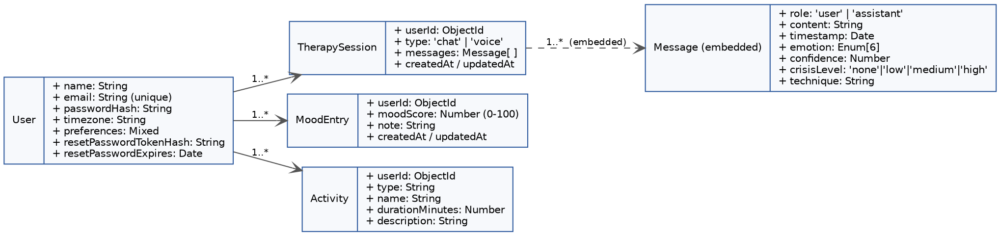 User
+ name: String
+ email: String (unique)
+ passwordHash: String
+ timezone: String
+ preferences: Mixed
+ resetPasswordTokenHash: String
+ resetPasswordExpires: Date
1..*
1..*
1..*
TherapySession
+ userId: ObjectId
+ type: 'chat' | 'voice'
+ messages: Message[ ]
+ createdAt / updatedAt
MoodEntry
+ userId: ObjectId
+ moodScore: Number (0-100)
+ note: String
+ createdAt / updatedAt
Activity
+ userId: ObjectId
+ type: String
+ name: String
+ durationMinutes: Number
+ description: String
1..* (embedded)
Message (embedded)
+ role: 'user' | 'assistant'
+ content: String
+ timestamp: Date
+ emotion: Enum[6]
+ confidence: Number
+ crisisLevel: 'none'|'low'|'medium'|'high'
+ technique: String